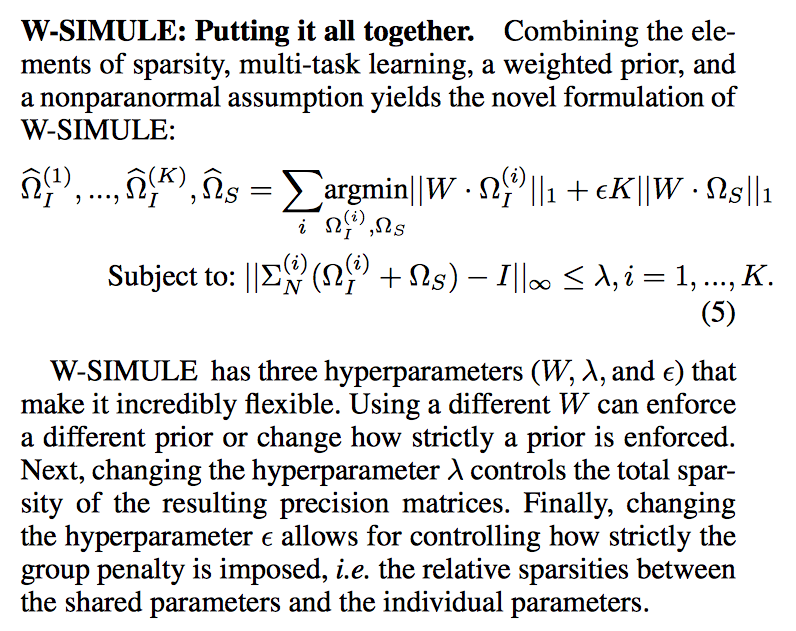 W-SIMULE: Putting it all together. Combining the ele-
ments of sparsity, multi-task learning, a weighted prior, and
a nonparanormal assumption yields the novel formulation of
W-SIMULE:
$\widehat{\Omega}_I^{(1)}, ..., \widehat{\Omega}_I^{(K)}, \widehat{\Omega}_S = \sum_i \underset{\Omega_I^{(i)}, \Omega_S}{\text{argmin}} ||W \cdot \Omega_I^{(i)}||_1 + \epsilon K ||W \cdot \Omega_S||_1$
Subject to: $||\Sigma_N^{(i)} (\Omega_I^{(i)} + \Omega_S) - I||_\infty \leq \lambda, i = 1, ..., K.$
(5)
W-SIMULE has three hyperparameters ($W$, $\lambda$, and $\epsilon$) that
make it incredibly flexible. Using a different $W$ can enforce
a different prior or change how strictly a prior is enforced.
Next, changing the hyperparameter $\lambda$ controls the total spar-
sity of the resulting precision matrices. Finally, changing
the hyperparameter $\epsilon$ allows for controlling how strictly the
group penalty is imposed, i.e. the relative sparsities between
the shared parameters and the individual parameters.